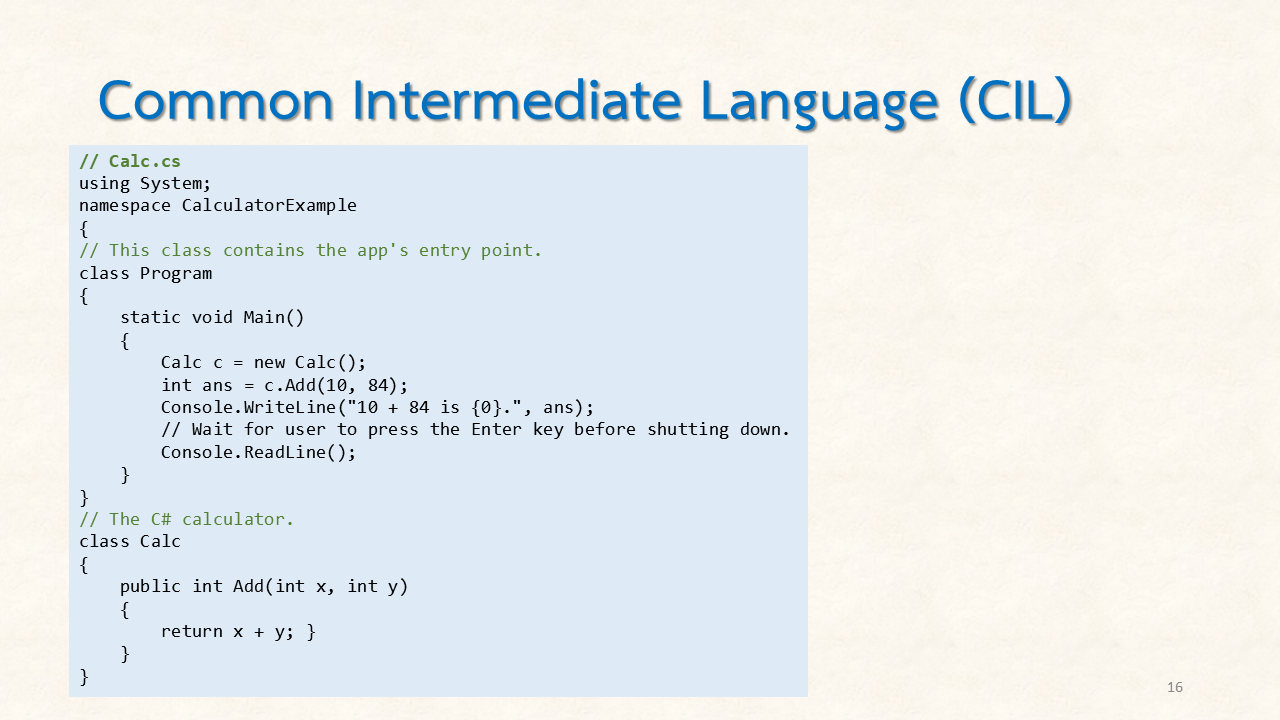 Common Intermediate Language (CIL)
// Calc.cs
using System;
namespace CalculatorExample
{
// This class contains the app's entry point.
class Program
{
    static void Main()
    {
        Calc c = new Calc();
        int ans = c.Add(10, 84);
        Console.WriteLine("10 + 84 is {0}.", ans);
        // Wait for user to press the Enter key before shutting down.
        Console.ReadLine();
    }
}
// The C# calculator.
class Calc
{
    public int Add(int x, int y)
    {
        return x + y; }
    }
}
16